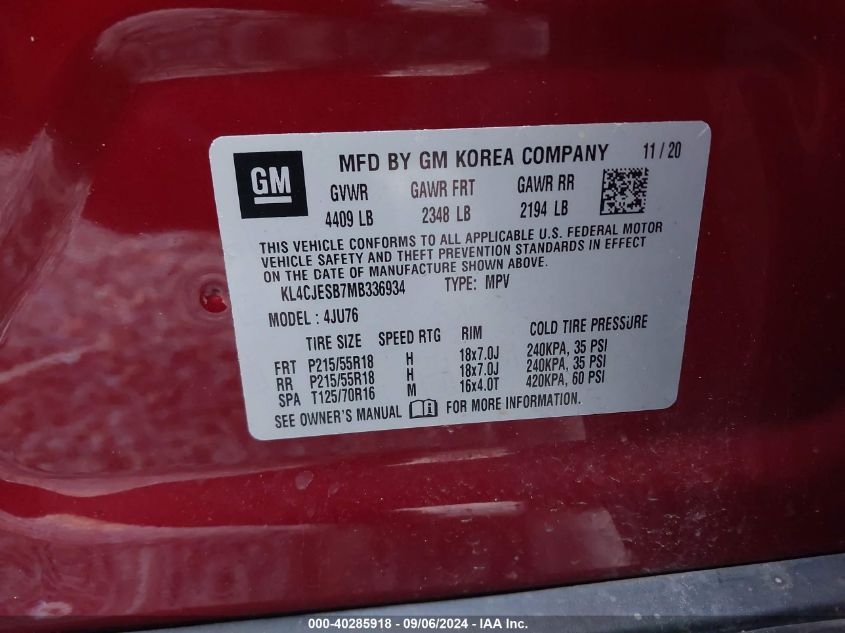 GM
MFD BY GM KOREA COMPANY 11 / 20
GVWR GAWR FRT GAWR RR
4409 LB 2348 LB 2194 LB
THIS VEHICLE CONFORMS TO ALL APPLICABLE U.S. FEDERAL MOTOR
VEHICLE SAFETY AND THEFT PREVENTION STANDARDS IN EFFECT
ON THE DATE OF MANUFACTURE SHOWN ABOVE.
KL4CJESB7MB336934 TYPE: MPV
MODEL : 4JU76
TIRE SIZE SPEED RTG RIM COLD TIRE PRESSURE
FRT P215/55R18 H 18x7.0J 240KPA, 35 PSI
RR P215/55R18 H 18x7.0J 240KPA, 35 PSI
SPA T125/70R16 M 16x4.0T 420KPA, 60 PSI
SEE OWNER'S MANUAL FOR MORE INFORMATION.
000-40285918 - 09/06/2024 - IAA Inc.